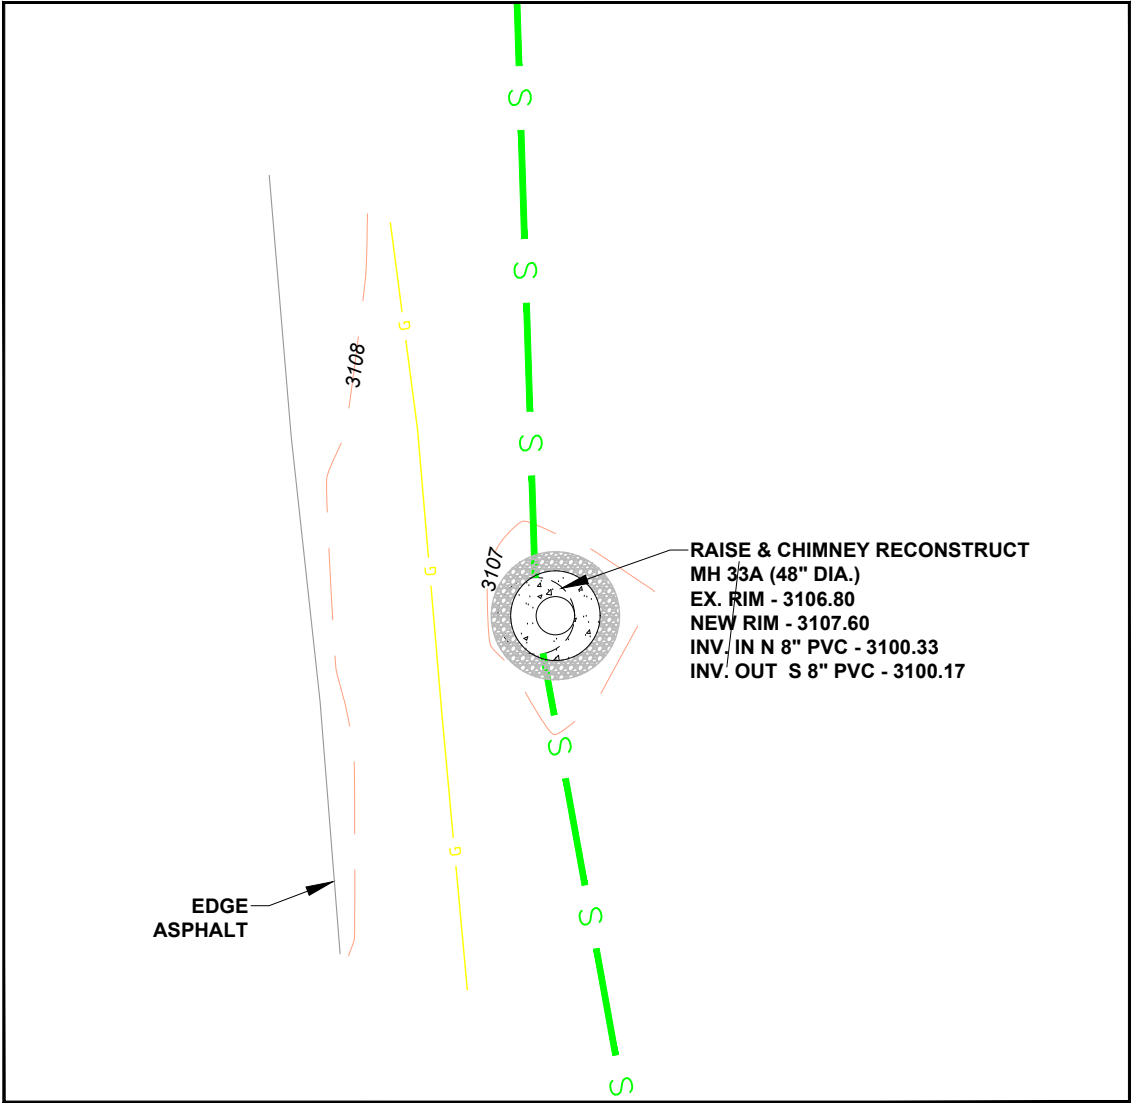 S
S
G
3108
S
3107
RAISE & CHIMNEY RECONSTRUCT
MH 33A (48" DIA.)
EX. RIM - 3106.80
NEW RIM - 3107.60
INV. IN N 8" PVC - 3100.33
INV. OUT  S 8" PVC - 3100.17
G
S
G
EDGE
ASPHALT
S
S